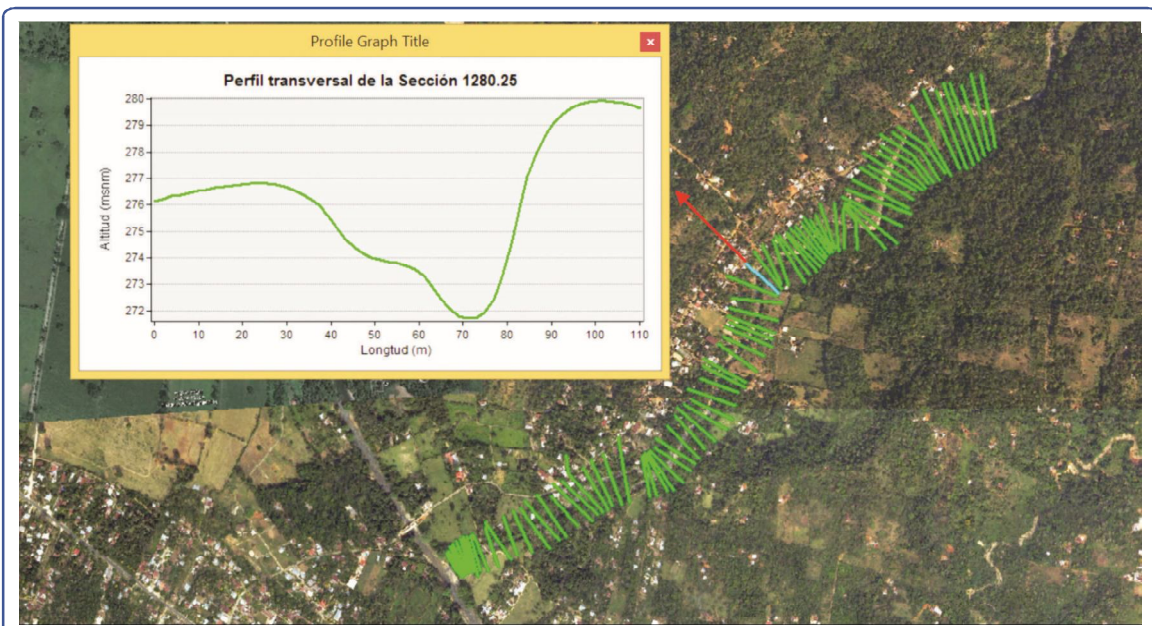 Profile Graph Title
x
Perfil transversal de la Sección 1280.25
280
279
278
277
276
275
274
273
272
Altitud (msnm)
0 10 20 30 40 50 60 70 80 90 100 110
Longtud (m)